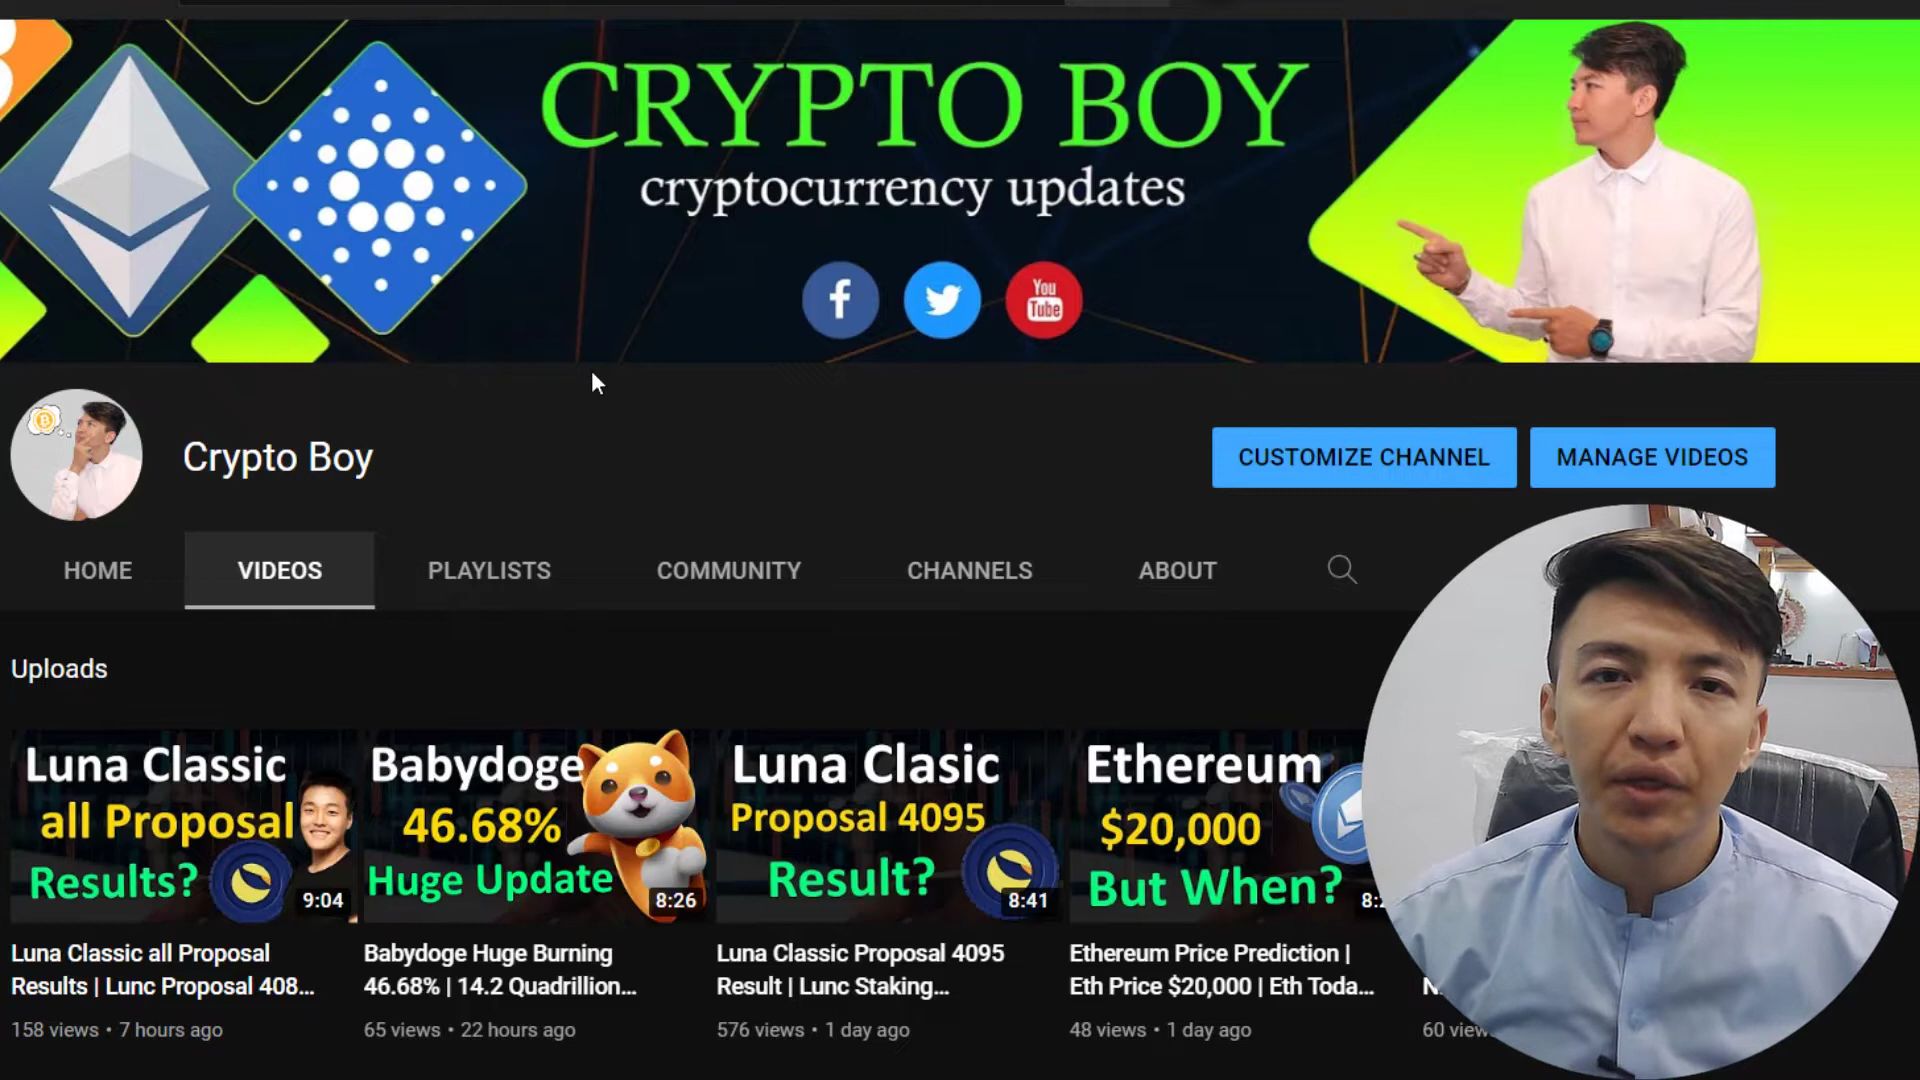 CRYPTO BOY
cryptocurrency updates
f
You
Tube
Crypto Boy
CUSTOMIZE CHANNEL
MANAGE VIDEOS
HOME
VIDEOS
PLAYLISTS
COMMUNITY
CHANNELS
ABOUT
Uploads
Luna Classic
all Proposal
Results?
9:04
Babydoge
46.68%
Huge Update
8:26
Luna Clasic
Proposal 4095
Result?
8:41
Ethereum
$20,000
But When?
Luna Classic all Proposal
Results | Lunc Proposal 408...
158 views • 7 hours ago
Babydoge Huge Burning
46.68% | 14.2 Quadrillion...
65 views • 22 hours ago
Luna Classic Proposal 4095
Result | Lunc Staking...
576 views • 1 day ago
Ethereum Price Prediction |
Eth Price $20,000 | Eth Toda...
48 views • 1 day ago
60 view